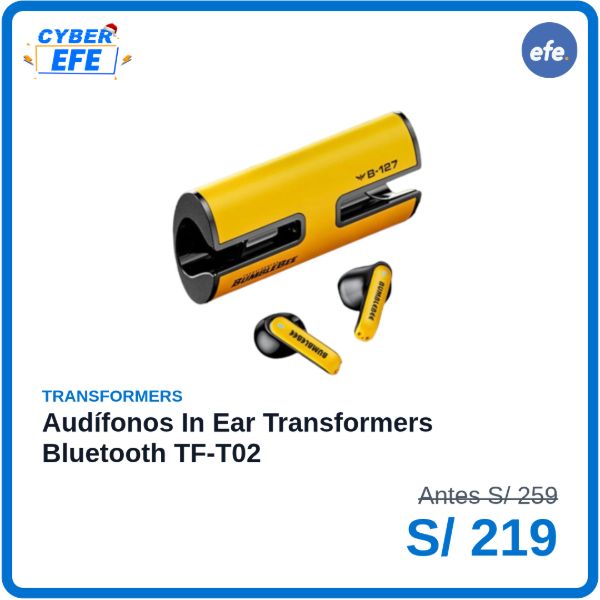 CYBER
EFE
efe.
B-127
BUMBLEBEE
BUMBLEBEE
BUMBLEBEE
TRANSFORMERS
Audífonos In Ear Transformers
Bluetooth TF-T02
Antes S/ 259
S/ 219